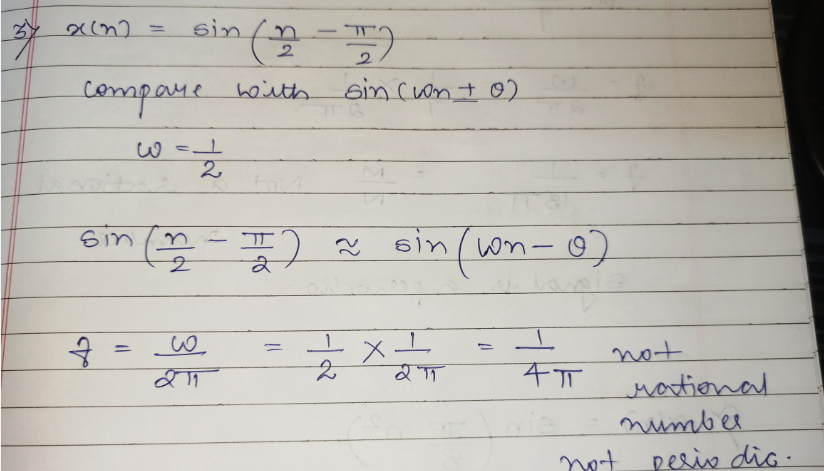 3) x(n) = sin(n/2 - π/2)
compare with sin(ωn ± θ)
ω = 1/2
sin(n/2 - π/2) ≈ sin(ωn - θ)
f = ω/2π = 1/2 × 1/2π = 1/4π not
rational
number
not periodic.